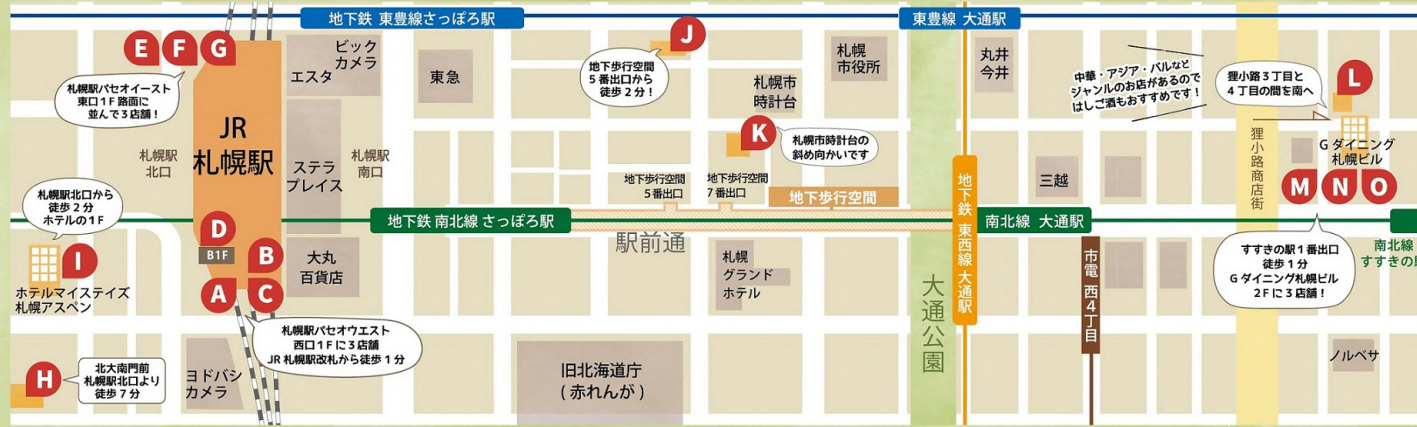 地下鉄 東豊線さっぽろ駅
東豊線 大通駅
E F G
札幌駅パセオイースト
東口1F路面に
並んで3店舗！
JR
札幌駅
札幌駅
北口
エスタ
ビック
カメラ
東急
ステラ
プレイス
札幌駅
南口
地下歩行空間
5番出口から
徒歩2分！
J
札幌
市役所
札幌市
時計台
K
札幌市時計台の
斜め向かいです
地下歩行空間
5番出口
地下歩行空間
7番出口
地下歩行空間
丸井
今井
中華・アジア・バルなど
ジャンルのお店があるので
はしご酒もおすすめです！
狸小路3丁目と
4丁目の間を南へ
L
狸小路商店街
Gダイニング
札幌ビル
M N O
三越
札幌駅北口から
徒歩2分
ホテルの1F
I
ホテルマイステイズ
札幌アスペン
D
B1F
B
A
C
大丸
百貨店
地下鉄 南北線 さっぽろ駅
駅前通
地下鉄 東西線 大通駅
南北線 大通駅
南北線
すすきの駅
すすきの駅1番出口
徒歩1分
Gダイニング札幌ビル
2Fに3店舗！
札幌
グランド
ホテル
大通公園
市電 西4丁目
札幌駅パセオウエスト
西口1Fに3店舗
JR札幌駅改札から徒歩1分
H
北大南門前
札幌駅北口より
徒歩7分
ヨドバシ
カメラ
旧北海道庁
(赤れんが)
ノルベサ